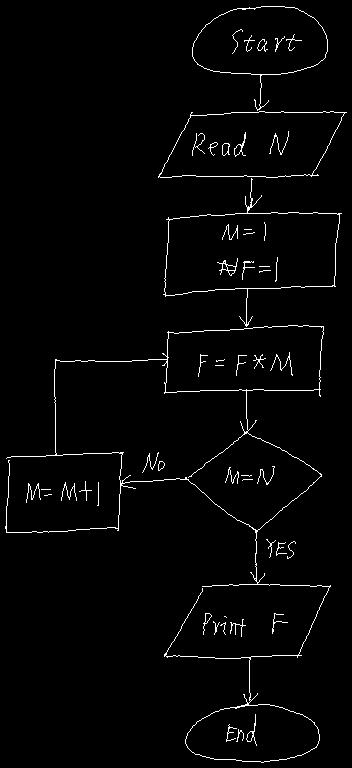 Start
Read N
M=1
F=1
F=F*M
M=N
No
M=M+1
YES
Print F
End